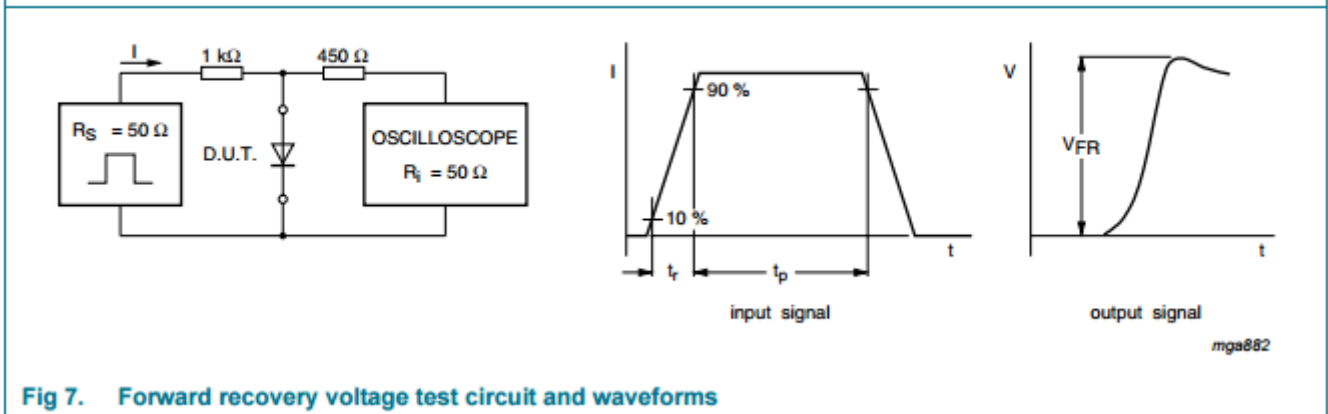 I
1 kΩ
450 Ω
RS = 50 Ω
D.U.T.
OSCILLOSCOPE
Ri = 50 Ω
I
90 %
10 %
tr
tp
t
input signal
V
VFR
t
output signal
mga882
Fig 7. Forward recovery voltage test circuit and waveforms